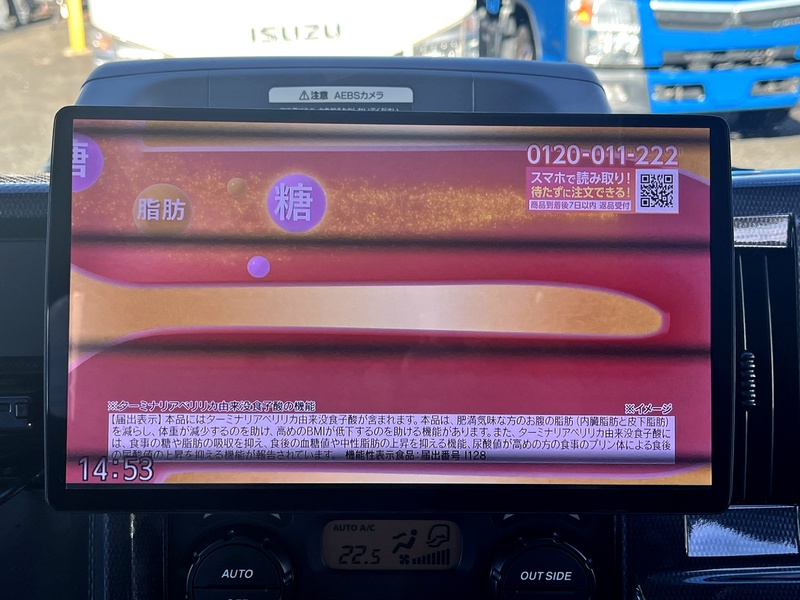 ISUZU
⚠注意 AEBSカメラ
0120-011-222
スマホで読み取り!
待たずに注文できる!
商品到着後7日以内 返品受付
糖
脂肪
糖
※ターミナリアベリリカ由来没食子酸の機能
※イメージ
【届出表示】本品にはターミナリアベリリカ由来没食子酸が含まれます。本品は、肥満気味な方のお腹の脂肪(内臓脂肪と皮下脂肪)
を減らし、体重が減少するのを助け、高めのBMIが低下するのを助ける機能があります。また、ターミナリアベリリカ由来没食子酸に
は、食事の糖や脂肪の吸収を抑え、食後の血糖値や中性脂肪の上昇を抑える機能、尿酸値が高めの方の食事のプリン体による食後
の尿酸値の上昇を抑える機能が報告されています。 機能性表示食品:届出番号 I128
14:53
AUTO A/C
22.5
AUTO
OUT SIDE